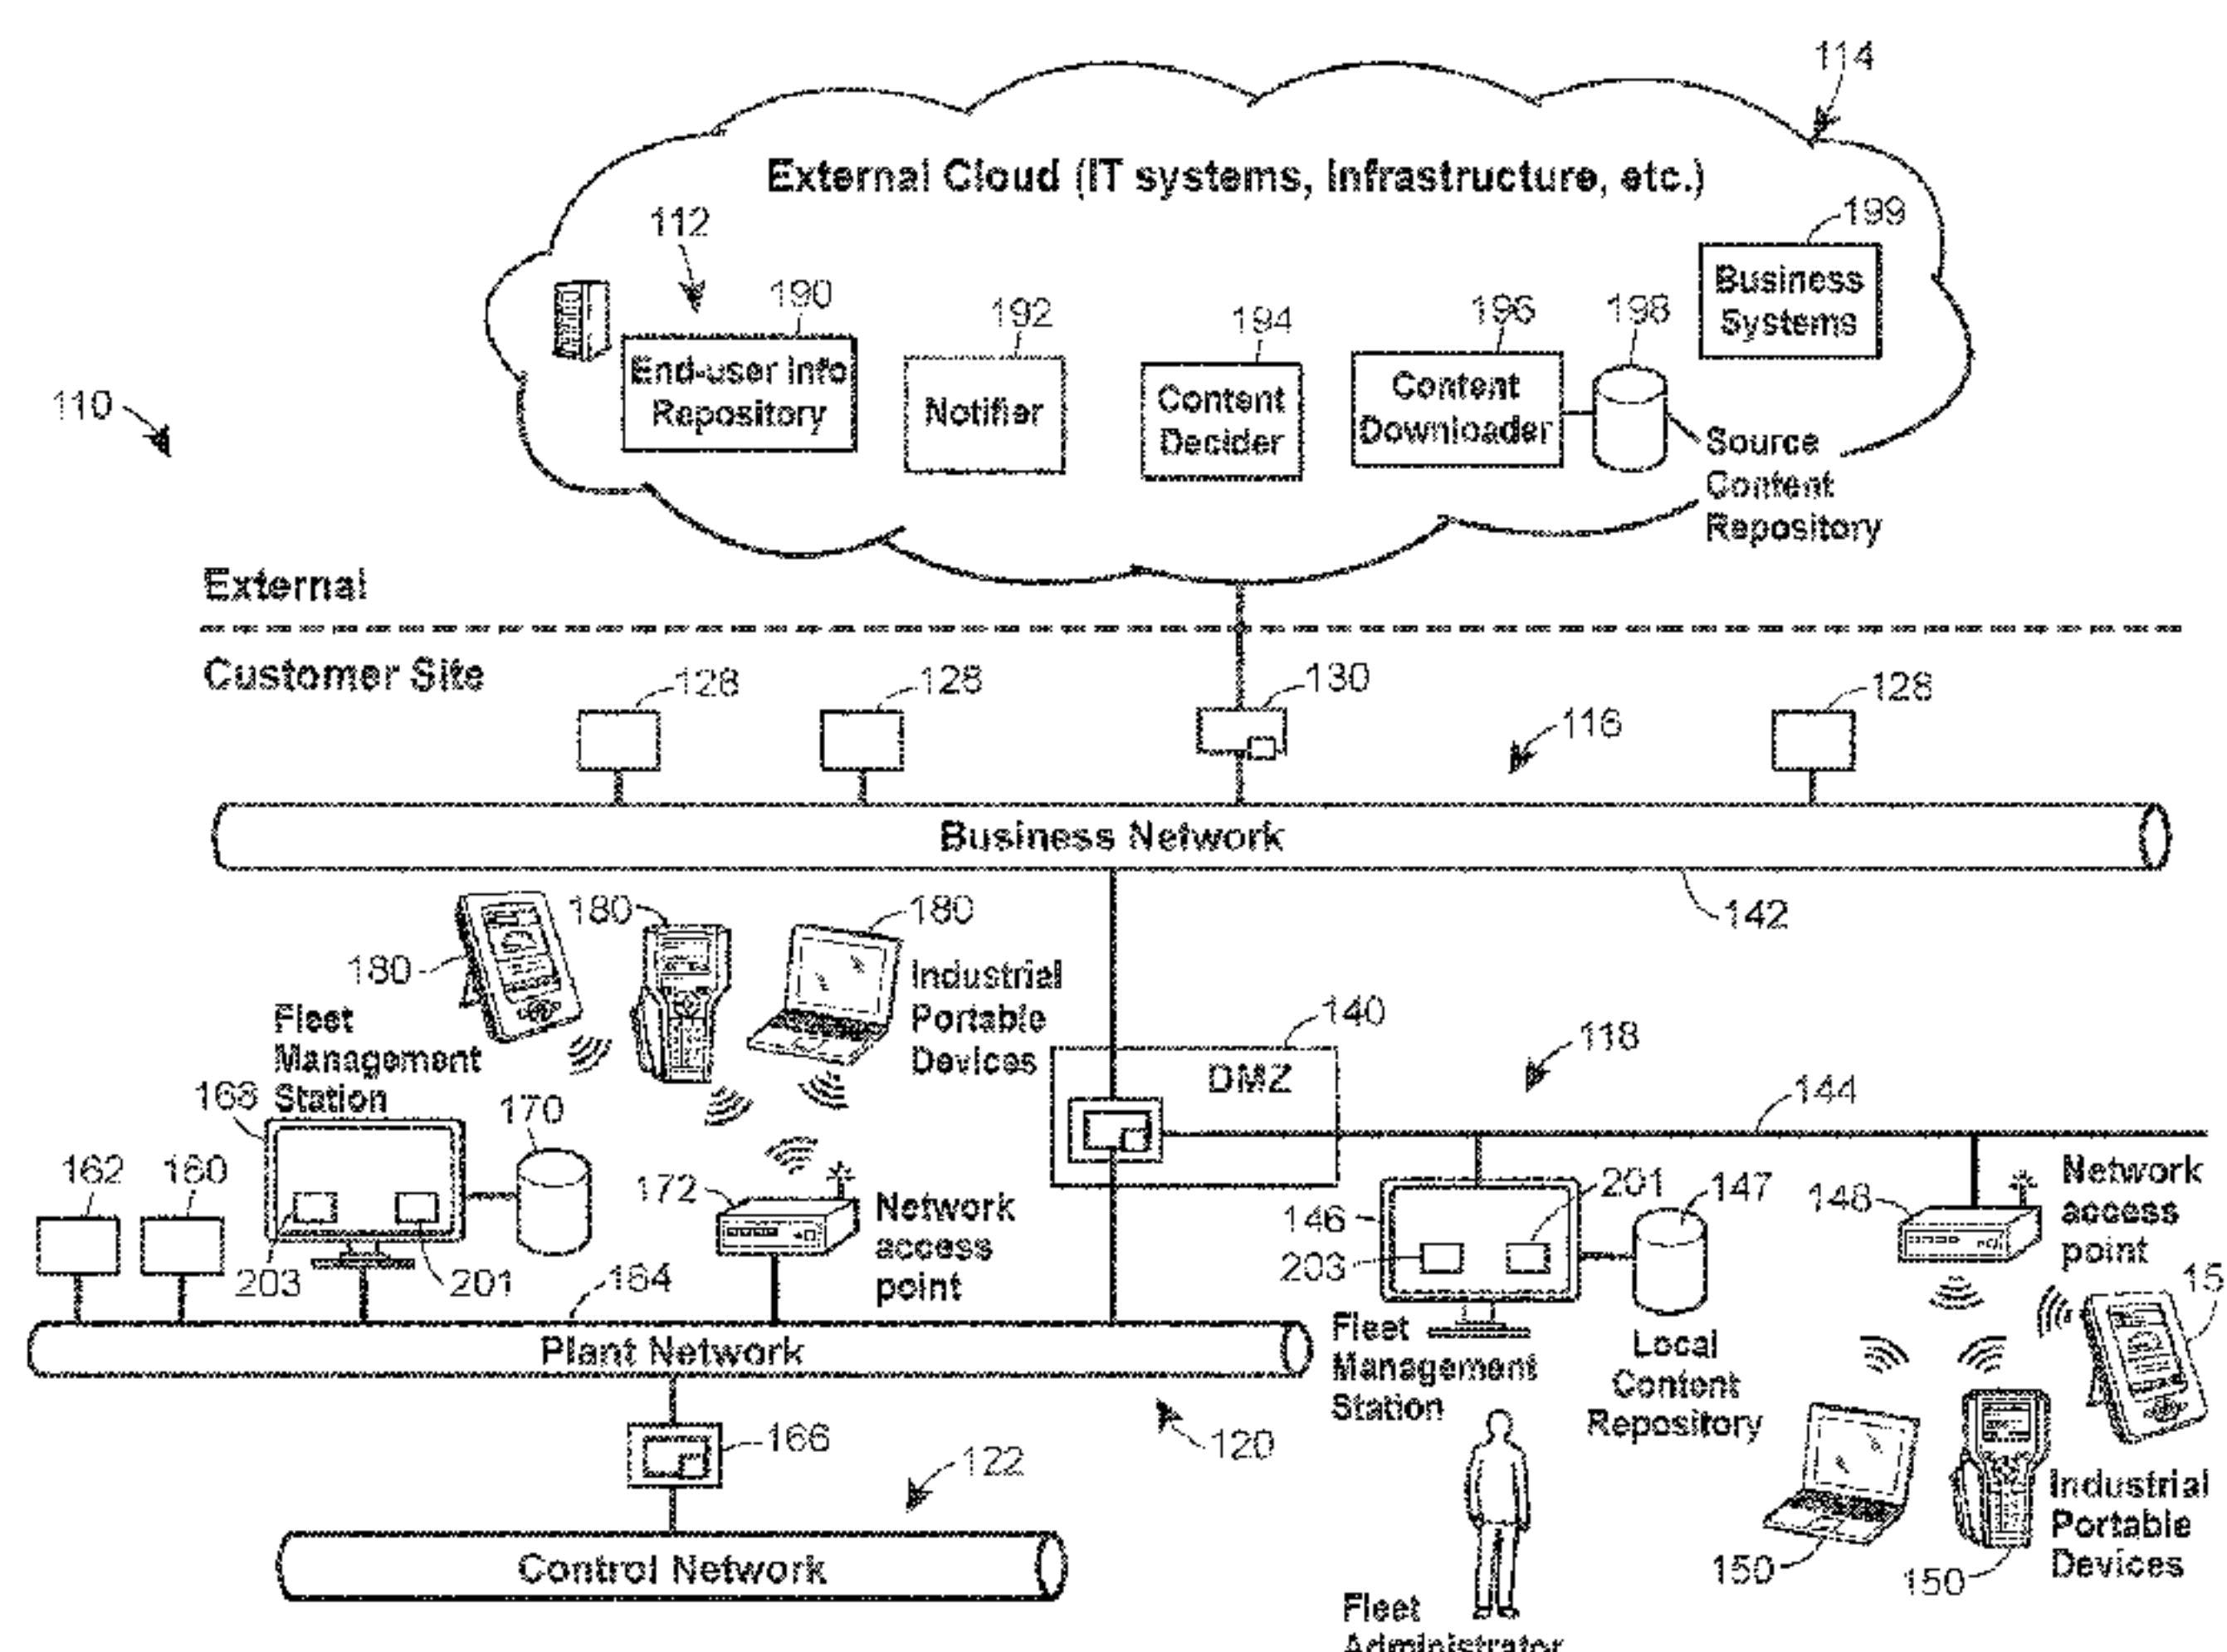 114
External Cloud (IT systems, Infrastructure, etc.)
112
199
Business
Systems
190
192
194
196
198
End-user Info
Repository
Notifier
Content
Decider
Content
Downloader
Source
Content
Repository
110
External
Customer Site
128
128
130
116
128
Business Network
142
180
180
180
Industrial
Portable
Devices
Fleet
Management
Station
168
170
162
160
203
201
172
Network
access
point
164
Plant Network
140
DMZ
118
144
146
203
201
147
148
Network
access
point
Fleet
Management
Station
Local
Content
Repository
15
120
166
122
Control Network
150
150
Industrial
Portable
Devices
Fleet
Administrator